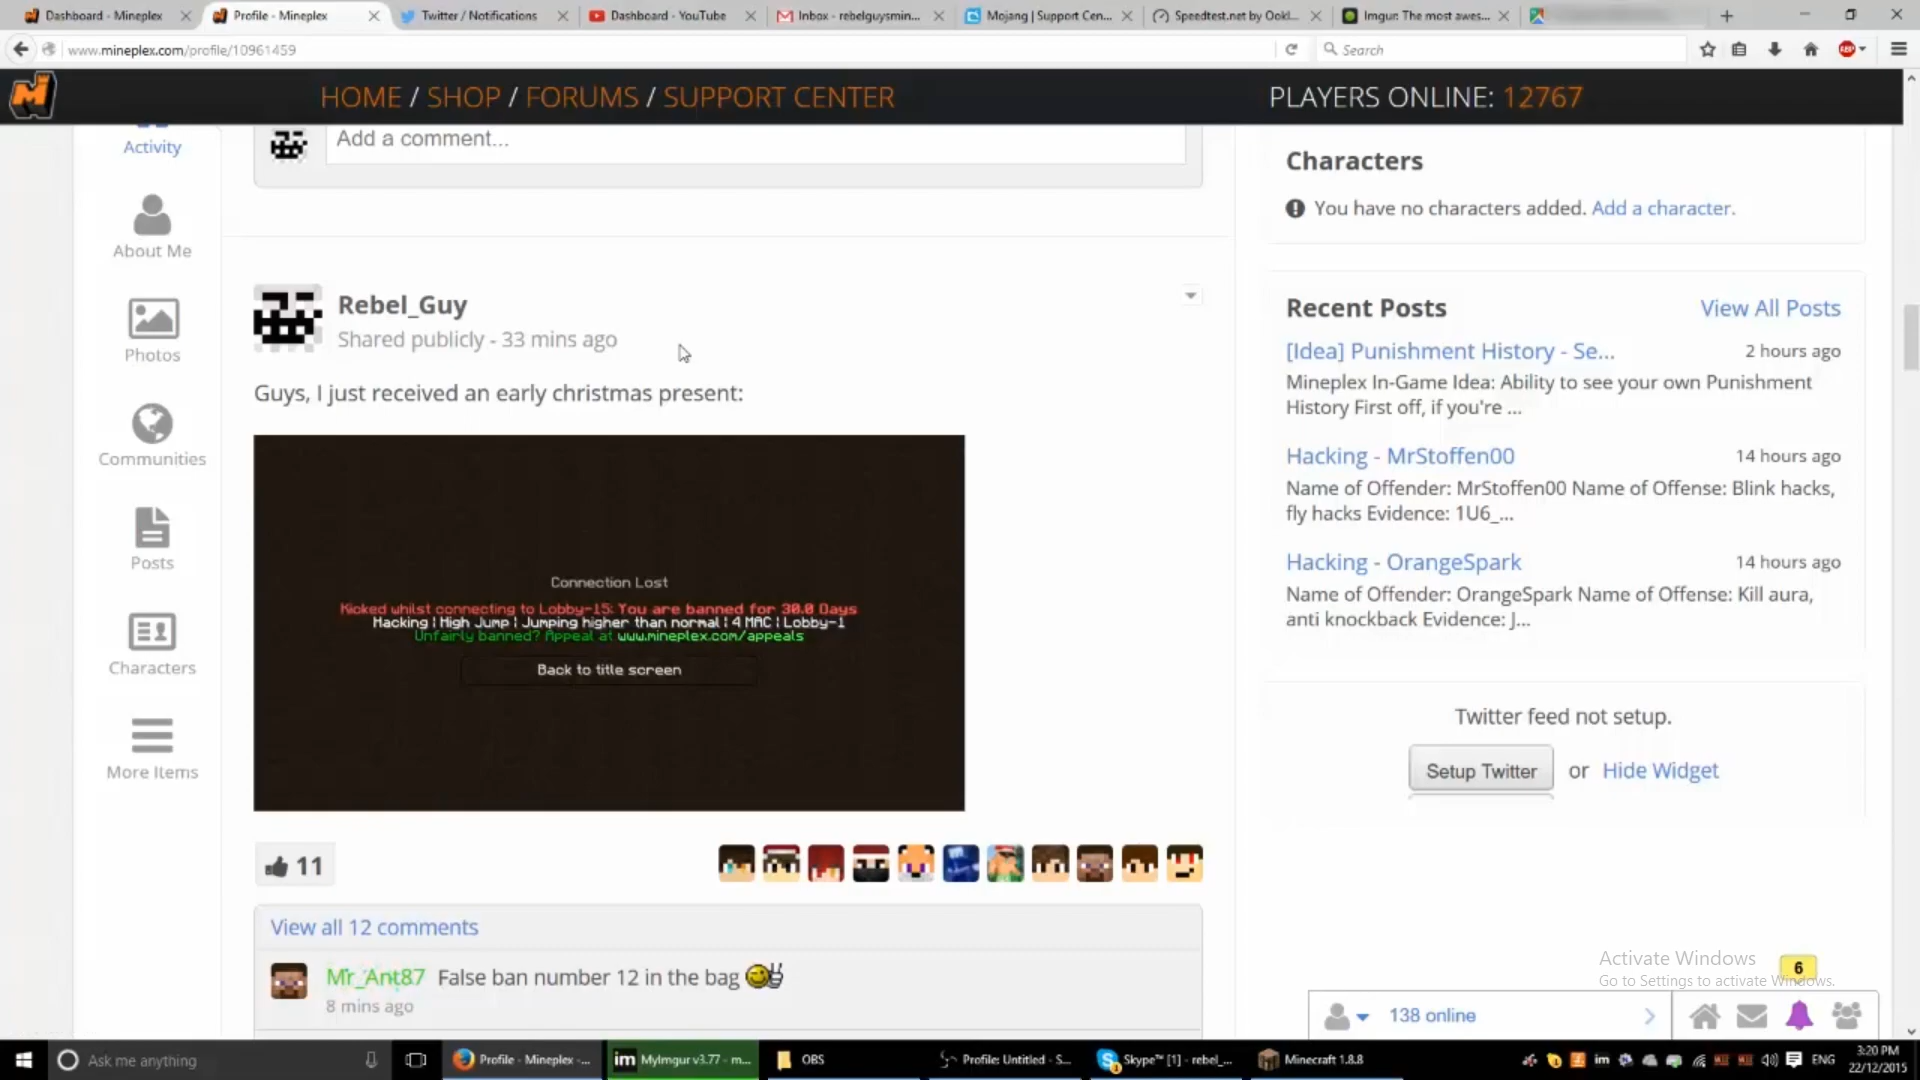 Dashboard - Mineplex
Profile - Mineplex
Twitter / Notifications
Dashboard - YouTube
Inbox - rebelguysmin...
Mojang | Support Cen...
Speedtest.net by Ookl...
Imgur: The most awes...
www.mineplex.com/profile/10961459
Search
HOME / SHOP / FORUMS / SUPPORT CENTER
PLAYERS ONLINE: 12767
Activity
About Me
Photos
Communities
Posts
Characters
More Items
Add a comment...
Rebel_Guy
Shared publicly - 33 mins ago
Guys, I just received an early christmas present:
Connection Lost
Kicked whilst connecting to Lobby-15: You are banned for 30.0 Days
Hacking | High Jump | Jumping higher than normal | 4 MAC | Lobby-1
Unfairly banned? Appeal at www.mineplex.com/appeals
Back to title screen
11
View all 12 comments
Mr_Ant87 False ban number 12 in the bag
8 mins ago
Characters
You have no characters added. Add a character.
Recent Posts
View All Posts
[Idea] Punishment History - Se...
2 hours ago
Mineplex In-Game Idea: Ability to see your own Punishment
History First off, if you're ...
Hacking - MrStoffen00
14 hours ago
Name of Offender: MrStoffen00 Name of Offense: Blink hacks,
fly hacks Evidence: 1U6_...
Hacking - OrangeSpark
14 hours ago
Name of Offender: OrangeSpark Name of Offense: Kill aura,
anti knockback Evidence: J...
Twitter feed not setup.
Setup Twitter or Hide Widget
Activate Windows
Go to Settings to activate Windows.
6
138 online
Ask me anything
Profile - Mineplex -...
im MyImgur v3.77 - m...
OBS
Profile: Untitled - S...
Skype™ [1] - rebel_...
Minecraft 1.8.8
im
ENG
3:20 PM
22/12/2015